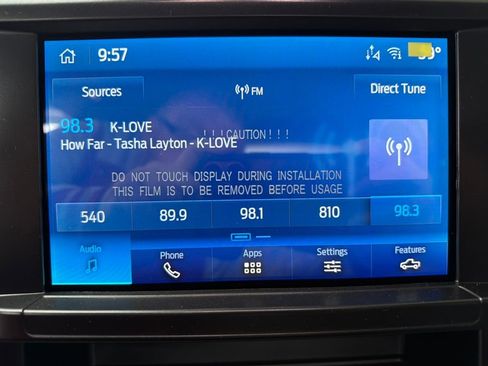 9:57
Sources
FM
Direct Tune
98.3 K-LOVE
!!!CAUTION!!!
How Far - Tasha Layton - K-LOVE
DO NOT TOUCH DISPLAY DURING INSTALLATION
THIS FILM IS TO BE REMOVED BEFORE USAGE
540 89.9 98.1 810 98.3
Audio Phone Apps Settings Features